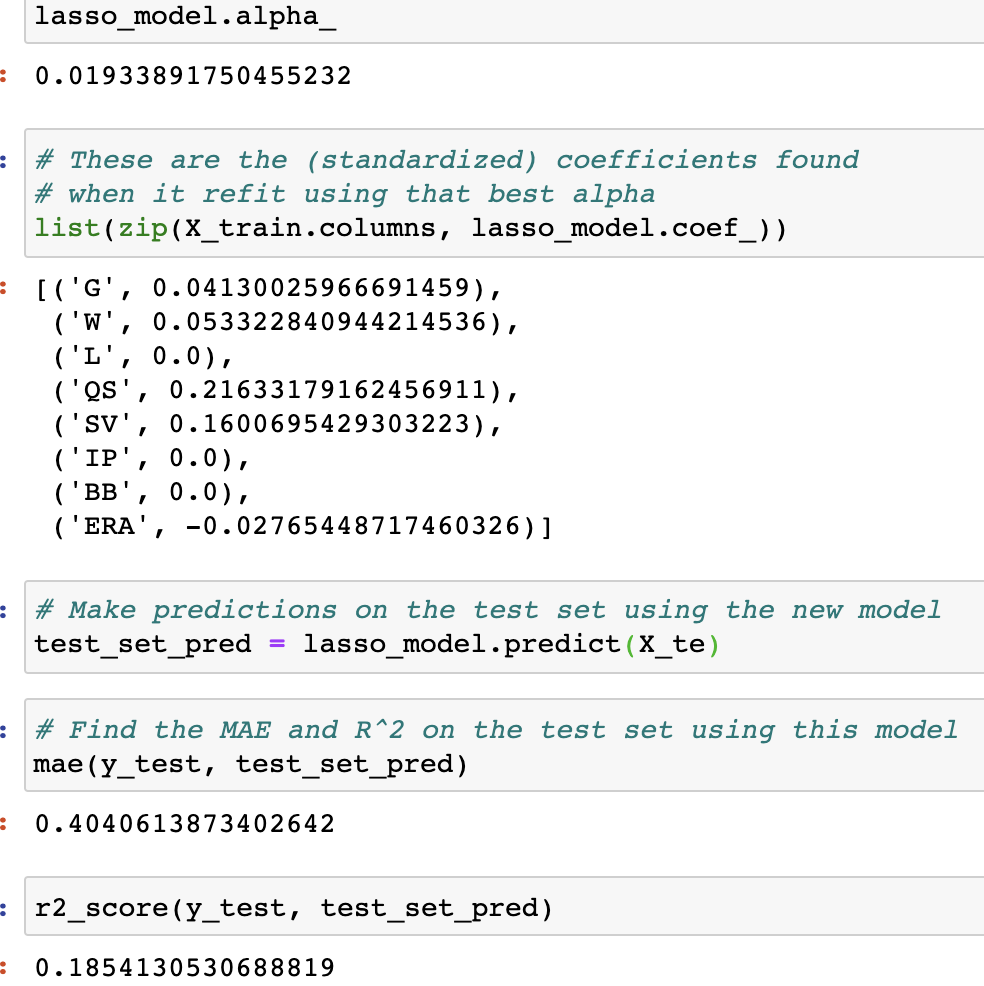 lasso_model.alpha_
: 0.01933891750455232
: # These are the (standardized) coefficients found
# when it refit using that best alpha
list(zip(X_train.columns, lasso_model.coef_))
: [('G', 0.04130025966691459),
('W', 0.053322840944214536),
('L', 0.0),
('QS', 0.21633179162456911),
('SV', 0.1600695429303223),
('IP', 0.0),
('BB', 0.0),
('ERA', -0.02765448717460326)]
: # Make predictions on the test set using the new model
test_set_pred = lasso_model.predict(X_te)
: # Find the MAE and R^2 on the test set using this model
mae(y_test, test_set_pred)
: 0.4040613873402642
: r2_score(y_test, test_set_pred)
: 0.1854130530688819